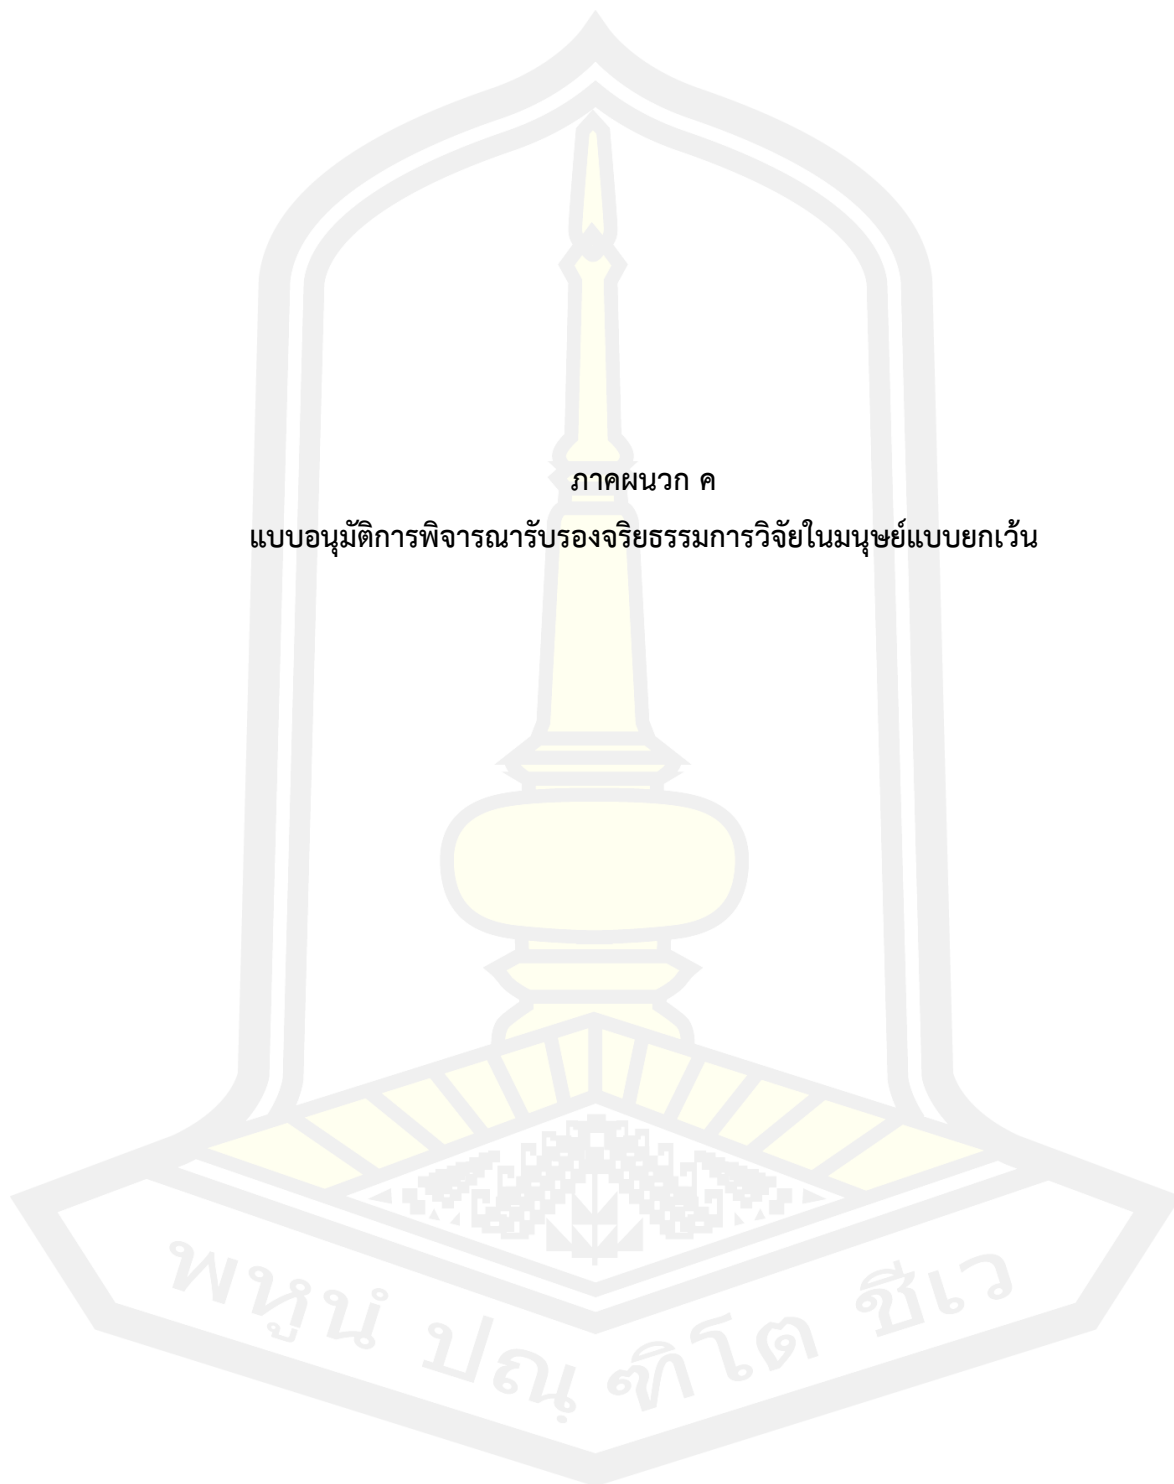 ภาคผนวก ค
แบบอนุมัติการพิจารณารับรองจริยธรรมการวิจัยในมนุษย์แบบยกเว้น
พหูนํ ปณฺฑิโต ชีเว